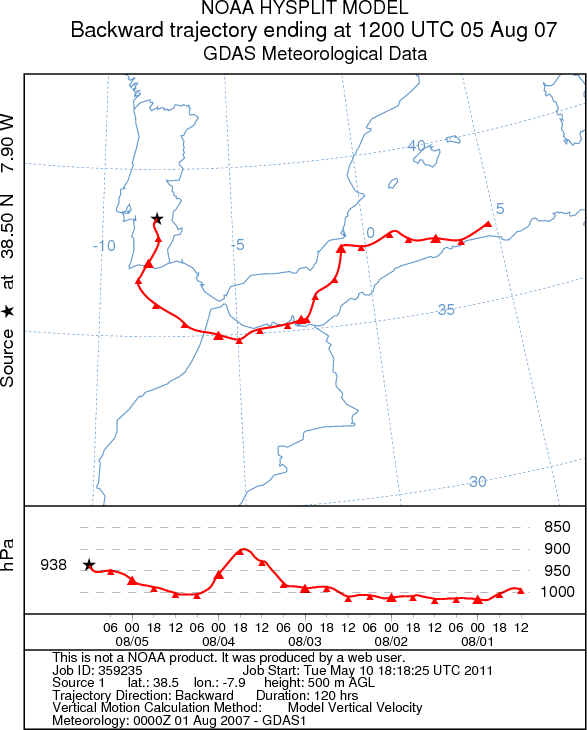 NOAA HYSPLIT MODEL
Backward trajectory ending at 1200 UTC 05 Aug 07
GDAS Meteorological Data
Source ★ at 38.50 N 7.90 W
40
5
0
-5
-10
35
30
hPa
938
850
900
950
1000
06 00 18 12 06 00 18 12 06 00 18 12 06 00 18 12 06 00 18 12
08/05 08/04 08/03 08/02 08/01
This is not a NOAA product. It was produced by a web user.
Job ID: 359235 Job Start: Tue May 10 18:18:25 UTC 2011
Source 1 lat.: 38.5 lon.: -7.9 height: 500 m AGL
Trajectory Direction: Backward Duration: 120 hrs
Vertical Motion Calculation Method: Model Vertical Velocity
Meteorology: 0000Z 01 Aug 2007 - GDAS1